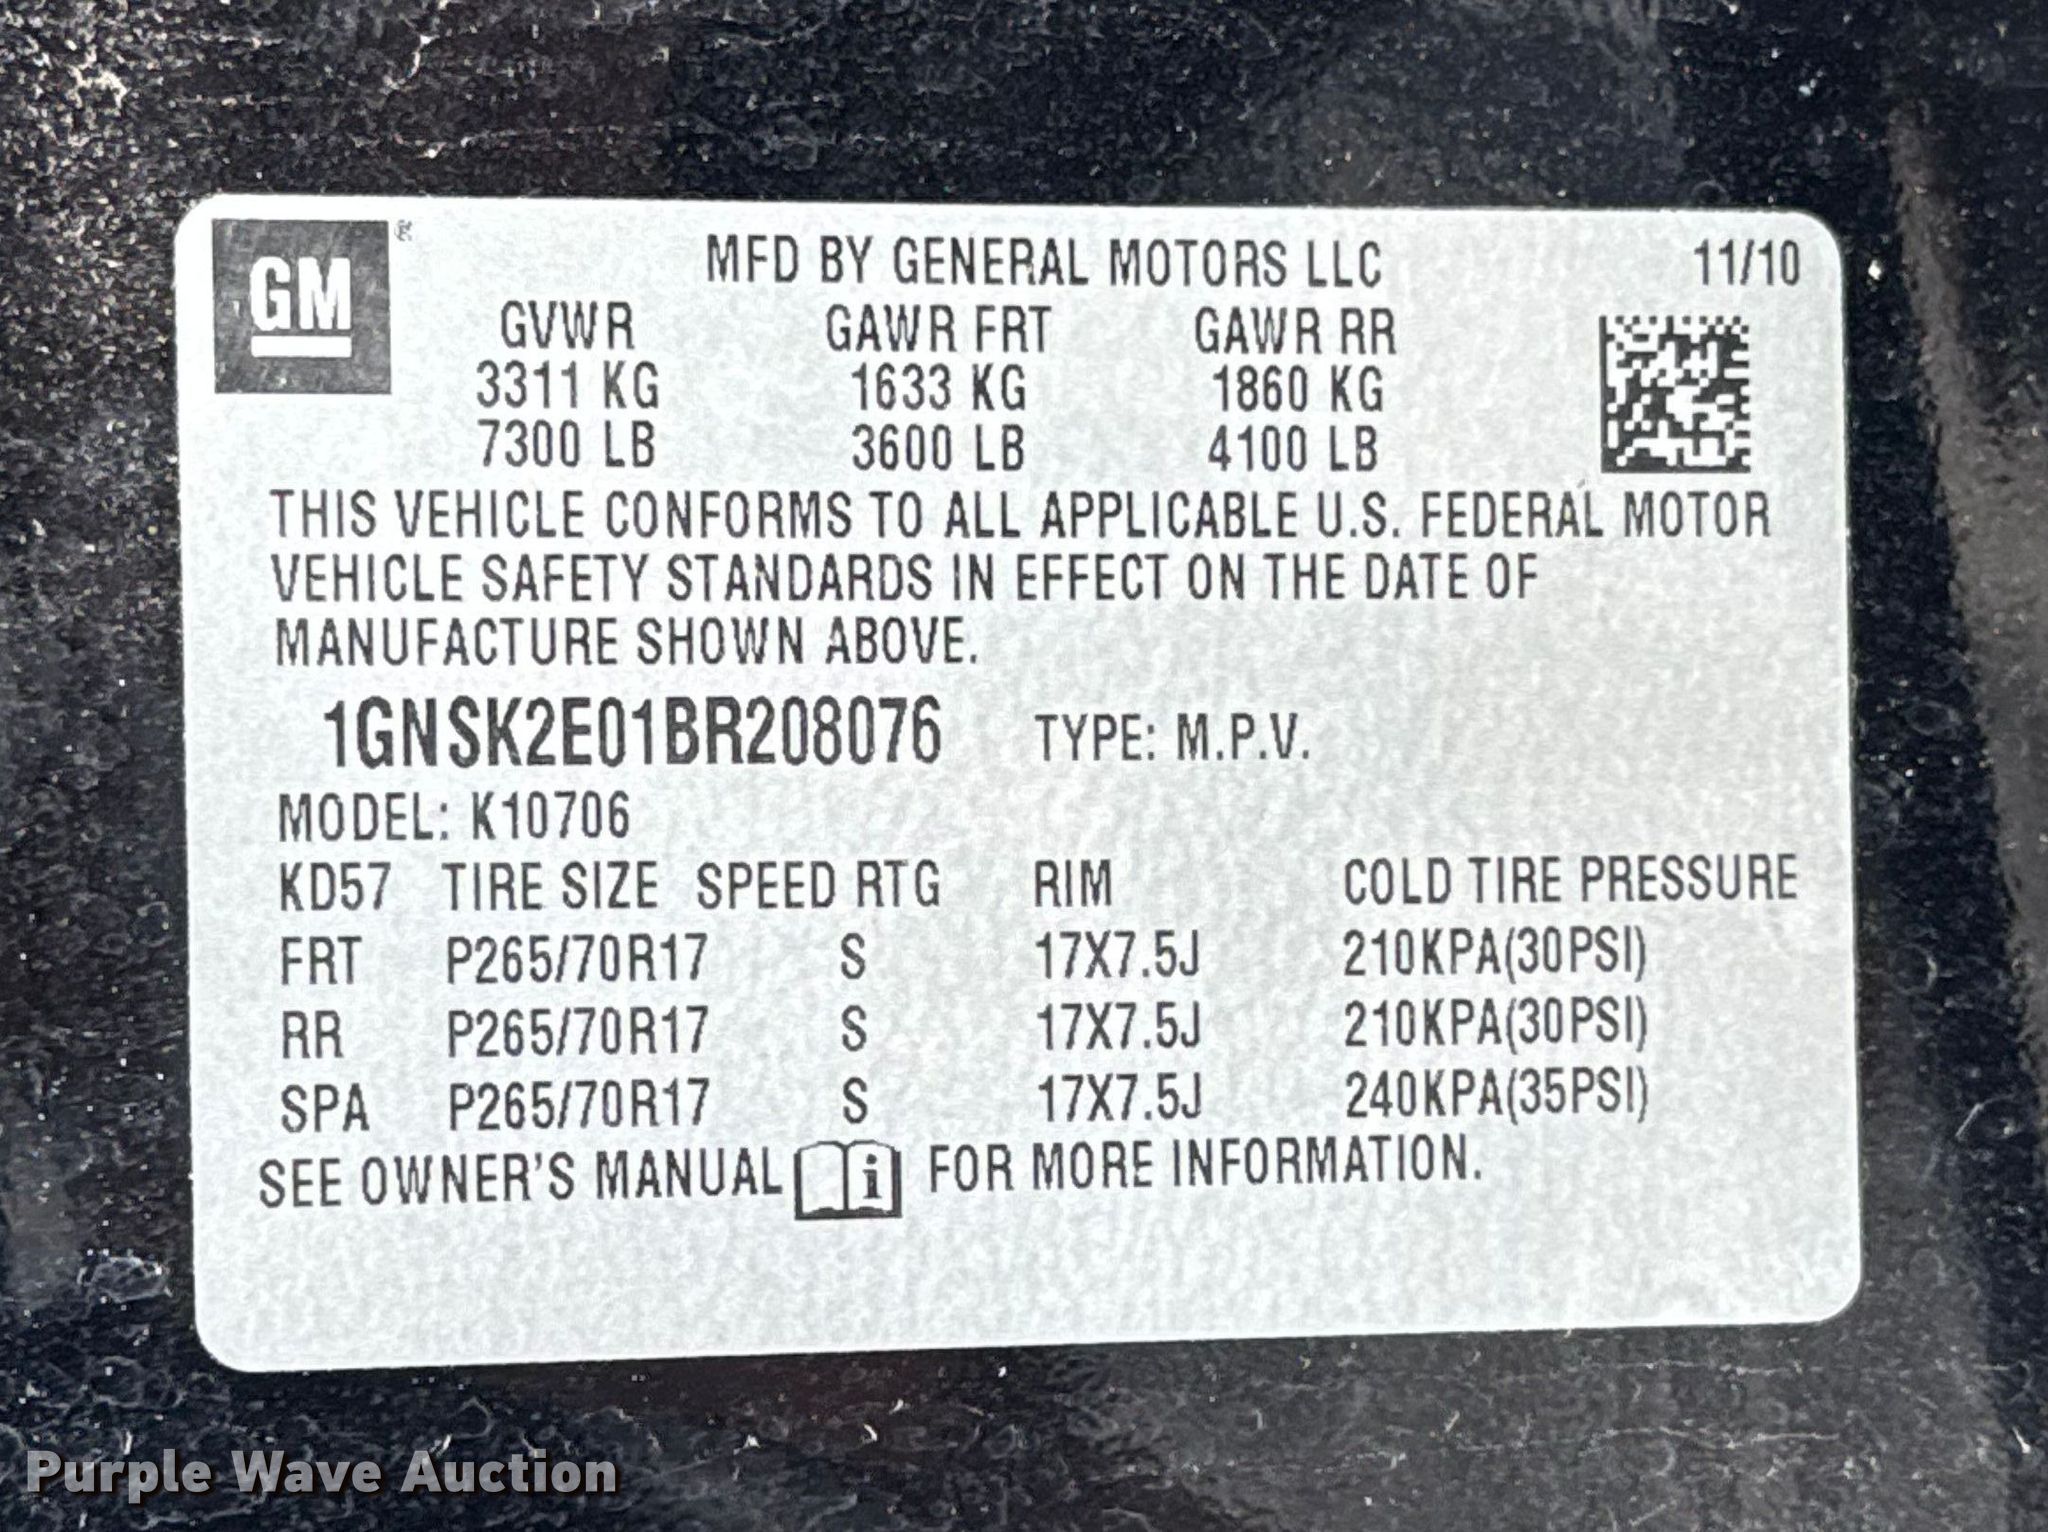 GM
MFD BY GENERAL MOTORS LLC 11/10
GVWR GAWR FRT GAWR RR
3311 KG 1633 KG 1860 KG
7300 LB 3600 LB 4100 LB
THIS VEHICLE CONFORMS TO ALL APPLICABLE U.S. FEDERAL MOTOR
VEHICLE SAFETY STANDARDS IN EFFECT ON THE DATE OF
MANUFACTURE SHOWN ABOVE.
1GNSK2E01BR208076 TYPE: M.P.V.
MODEL: K10706
KD57 TIRE SIZE SPEED RTG RIM COLD TIRE PRESSURE
FRT P265/70R17 S 17X7.5J 210KPA(30PSI)
RR P265/70R17 S 17X7.5J 210KPA(30PSI)
SPA P265/70R17 S 17X7.5J 240KPA(35PSI)
SEE OWNER'S MANUAL i FOR MORE INFORMATION.
Purple Wave Auction